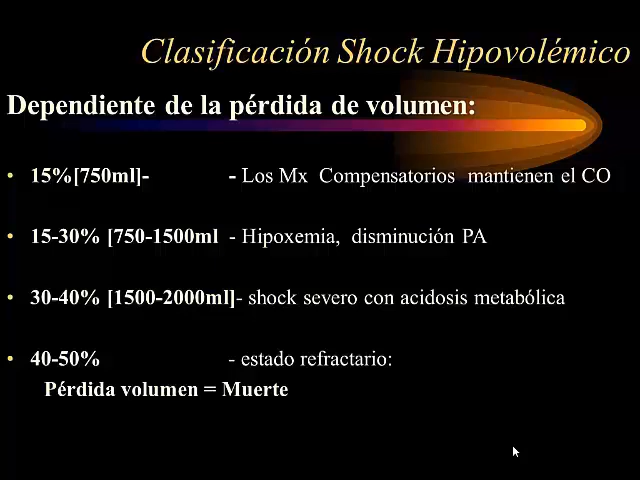 Clasificación Shock Hipovolémico
Dependiente de la pérdida de volumen:
• 15%[750ml]- - Los Mx Compensatorios mantienen el CO
• 15-30% [750-1500ml - Hipoxemia, disminución PA
• 30-40% [1500-2000ml]- shock severo con acidosis metabólica
• 40-50% - estado refractario:
Pérdida volumen = Muerte